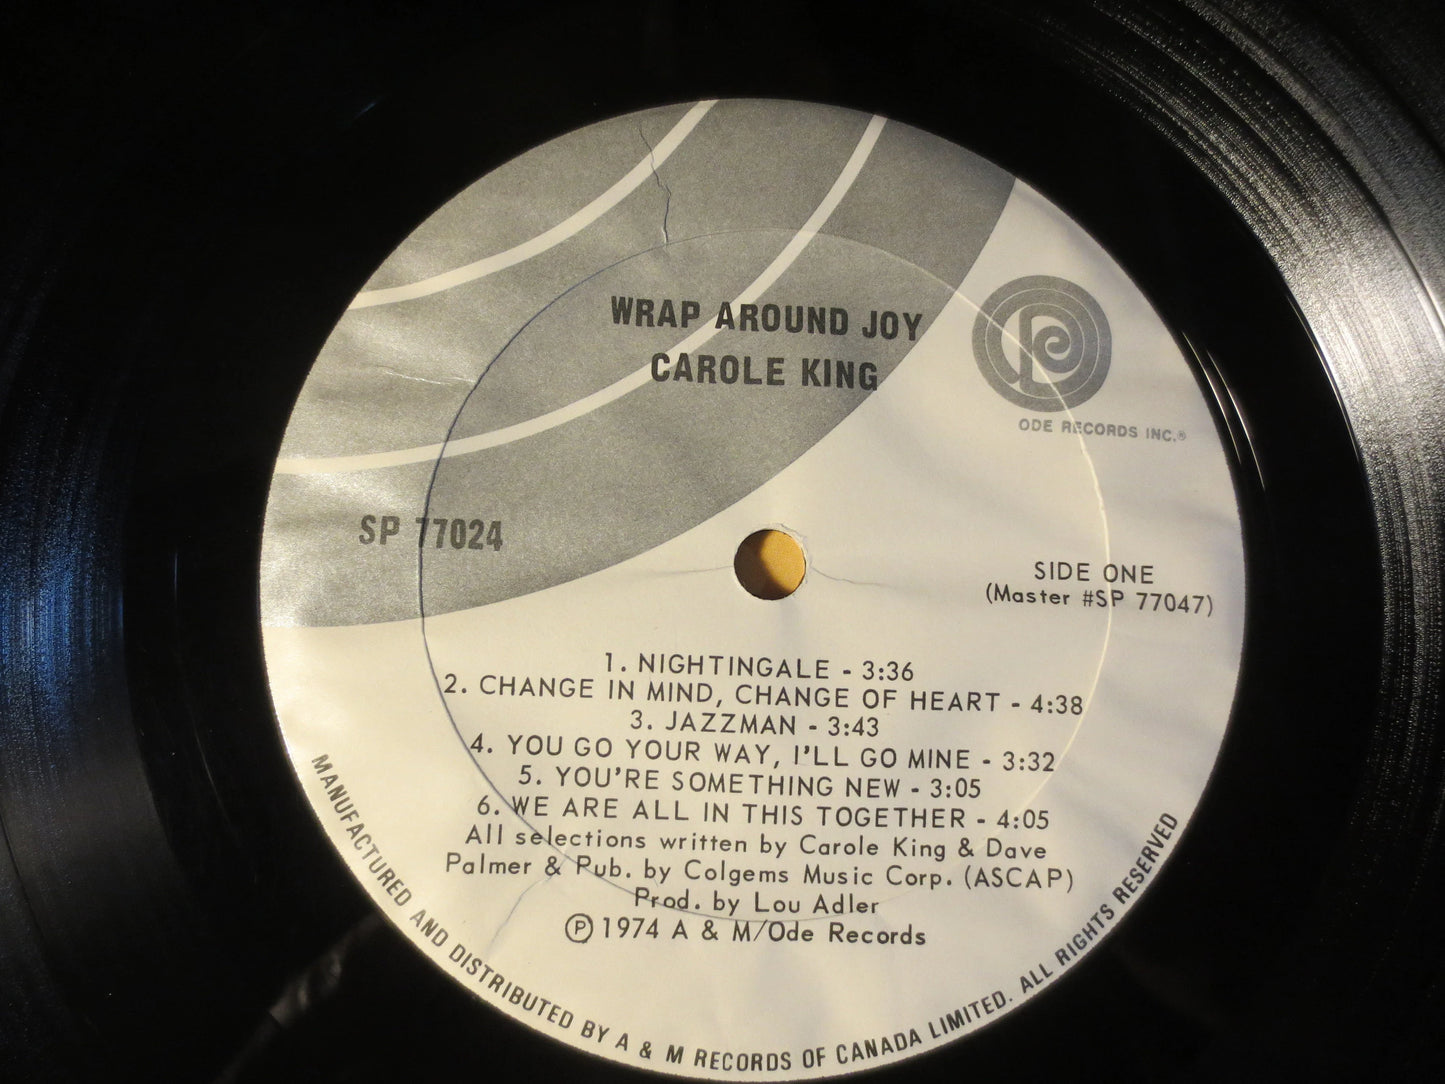 WRAP AROUND JOY
CAROLE KING
ODE RECORDS INC.®
SP 77024
SIDE ONE
(Master #SP 77047)
1. NIGHTINGALE - 3:36
2. CHANGE IN MIND, CHANGE OF HEART - 4:38
3. JAZZMAN - 3:43
4. YOU GO YOUR WAY, I'LL GO MINE - 3:32
5. YOU'RE SOMETHING NEW - 3:05
6. WE ARE ALL IN THIS TOGETHER - 4:05
All selections written by Carole King & Dave
Palmer & Pub. by Colgems Music Corp. (ASCAP)
Prod. by Lou Adler
Ⓟ 1974 A & M/Ode Records
MANUFACTURED AND DISTRIBUTED BY A & M RECORDS OF CANADA LIMITED. ALL RIGHTS RESERVED